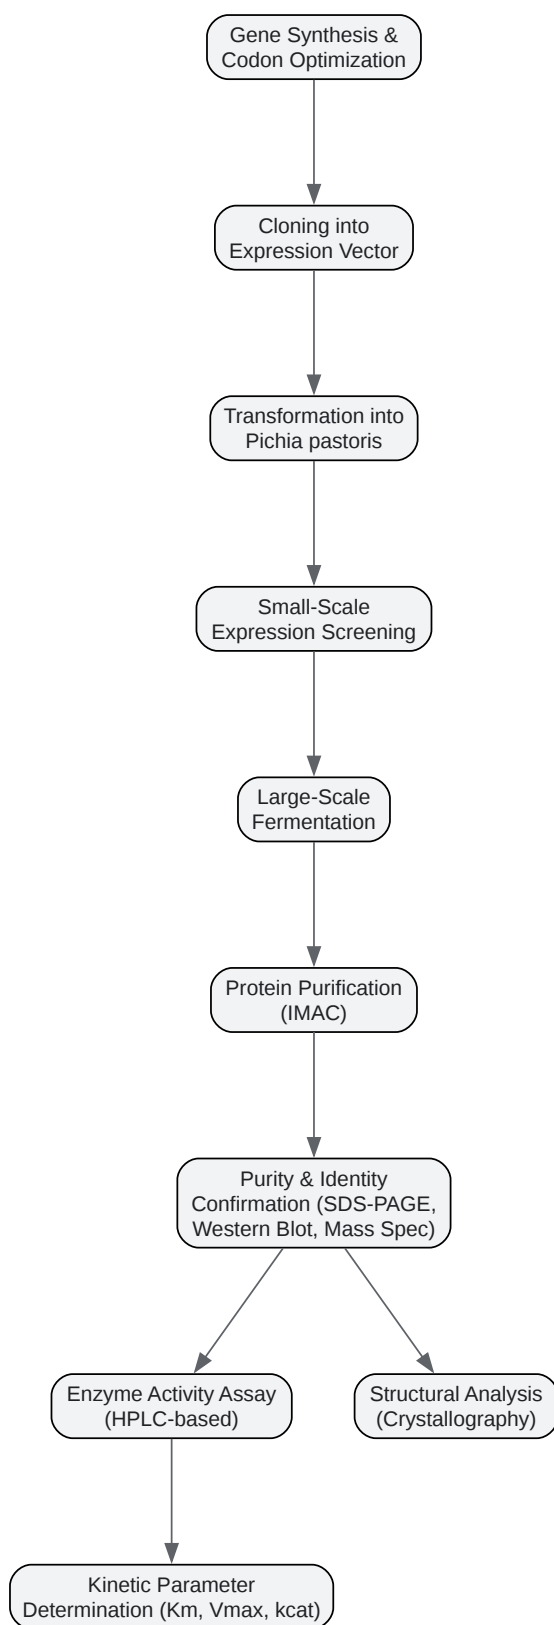 Gene Synthesis &
Codon Optimization
Cloning into
Expression Vector
Transformation into
Pichia pastoris
Small-Scale
Expression Screening
Large-Scale
Fermentation
Protein Purification
(IMAC)
Purity & Identity
Confirmation (SDS-PAGE,
Western Blot, Mass Spec)
Enzyme Activity Assay
(HPLC-based)
Structural Analysis
(Crystallography)
Kinetic Parameter
Determination (Km, Vmax, kcat)